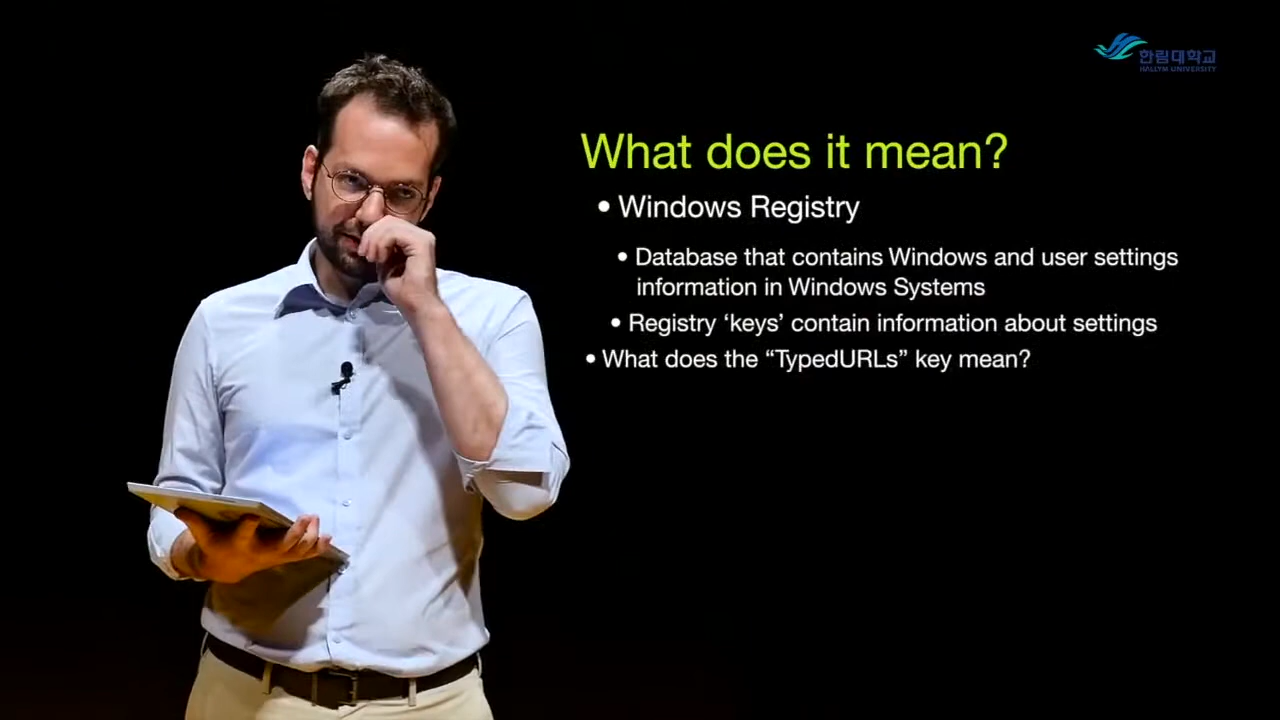 한림대학교
HALLYM UNIVERSITY
What does it mean?
• Windows Registry
• Database that contains Windows and user settings
information in Windows Systems
• Registry ‘keys’ contain information about settings
• What does the “TypedURLs” key mean?